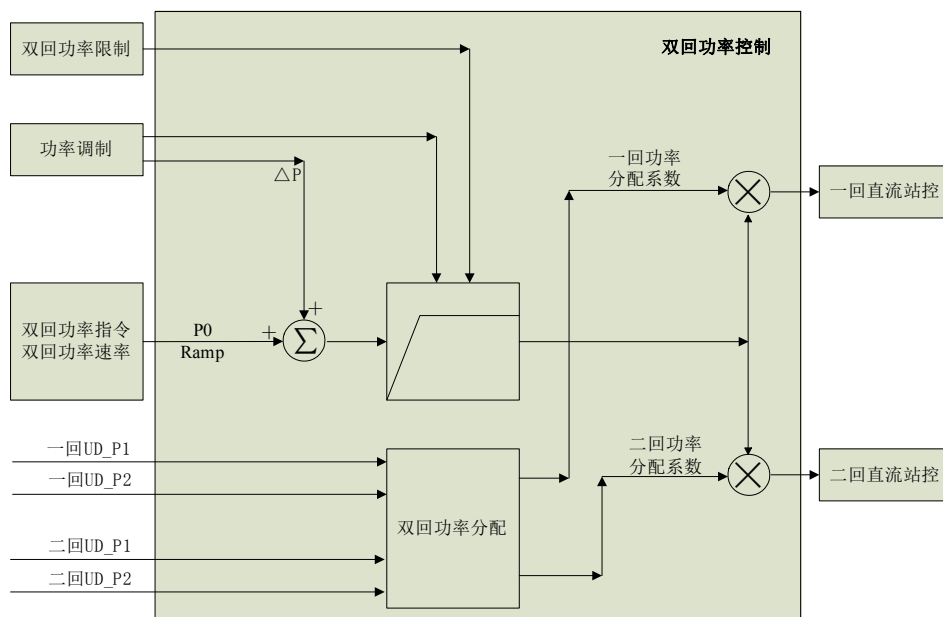 双回功率限制
双回功率控制
功率调制
△P
一回功率
分配系数
一回直流站控
双回功率指令
双回功率速率
P0
Ramp
+
+
Σ
一回UD_P1
一回UD_P2
二回UD_P1
二回UD_P2
双回功率分配
二回功率
分配系数
二回直流站控